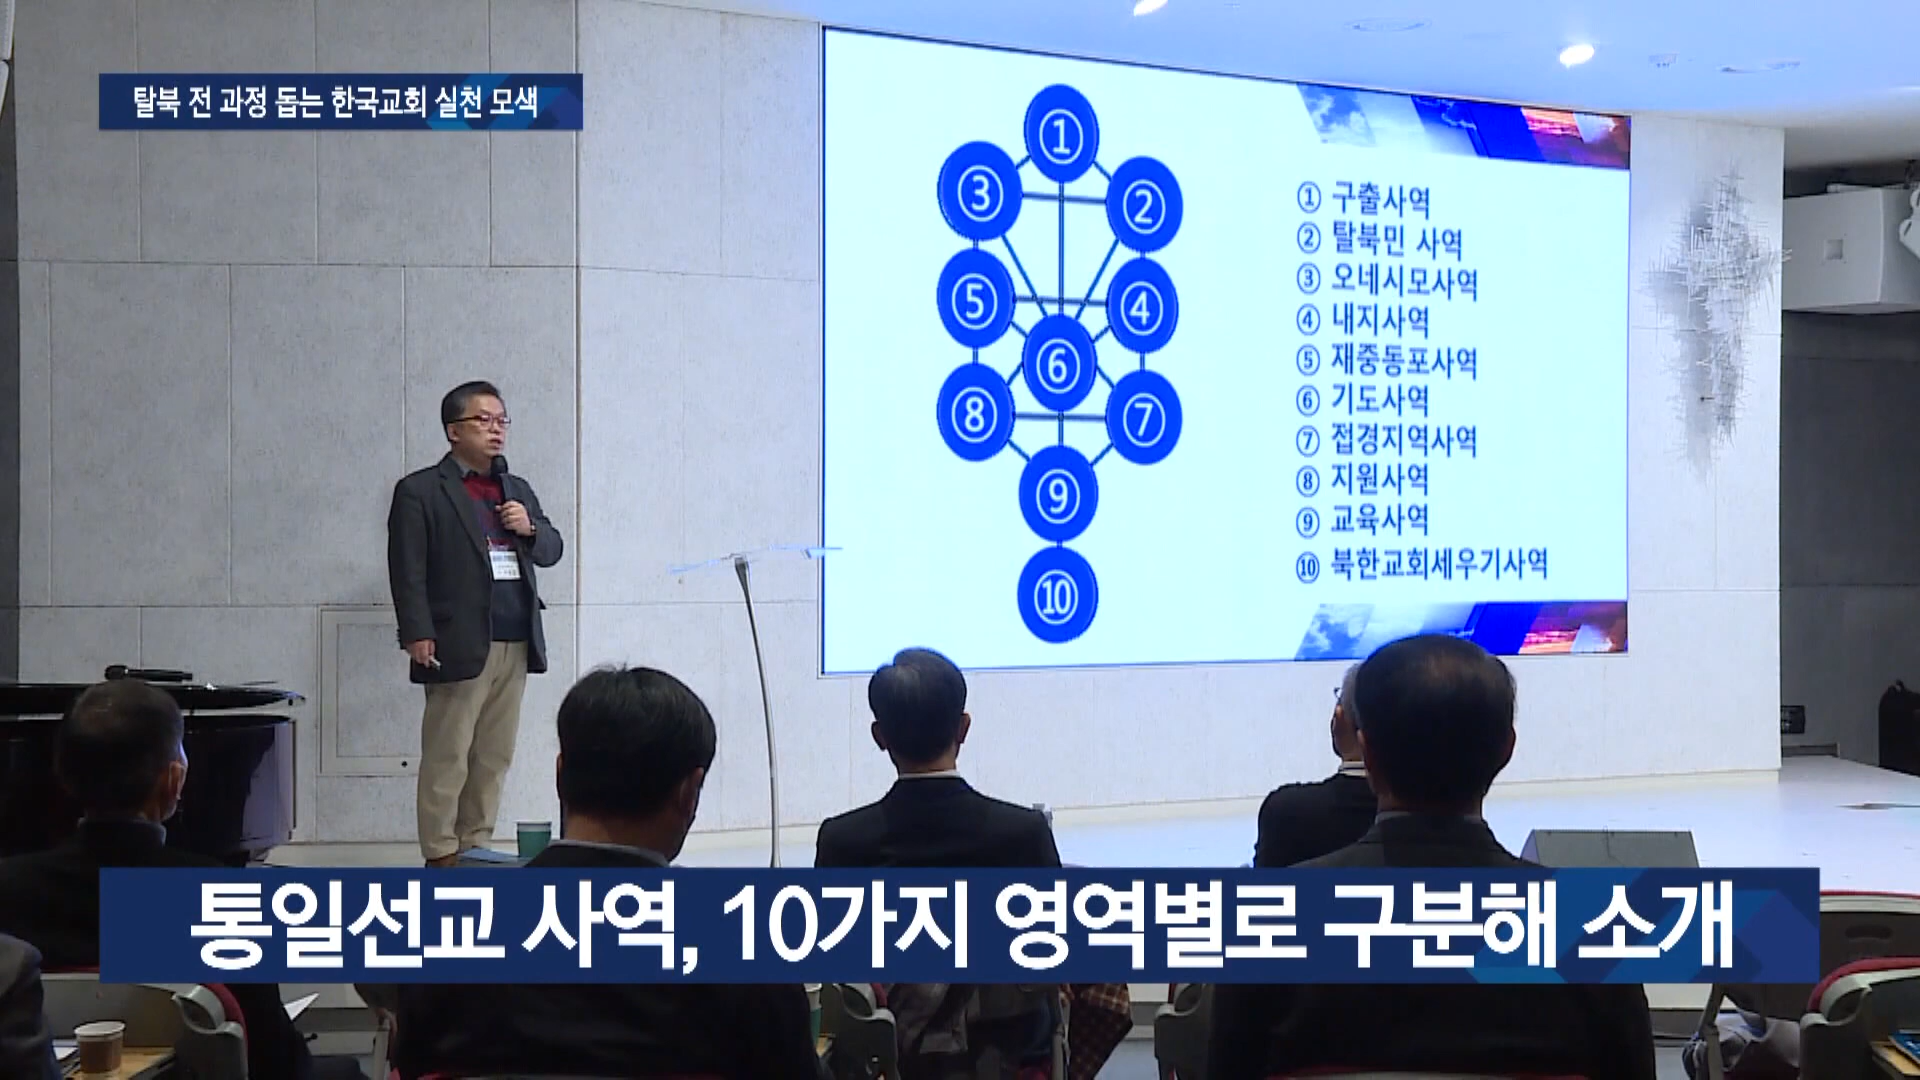 탈북 전 과정 돕는 한국교회 실천 모색
①
③
②
⑤
④
⑥
⑧
⑦
⑨
⑩
① 구출사역
② 탈북민 사역
③ 오네시모사역
④ 내지사역
⑤ 재중동포사역
⑥ 기도사역
⑦ 접경지역사역
⑧ 지원사역
⑨ 교육사역
⑩ 북한교회세우기사역
통일선교 사역, 10가지 영역별로 구분해 소개